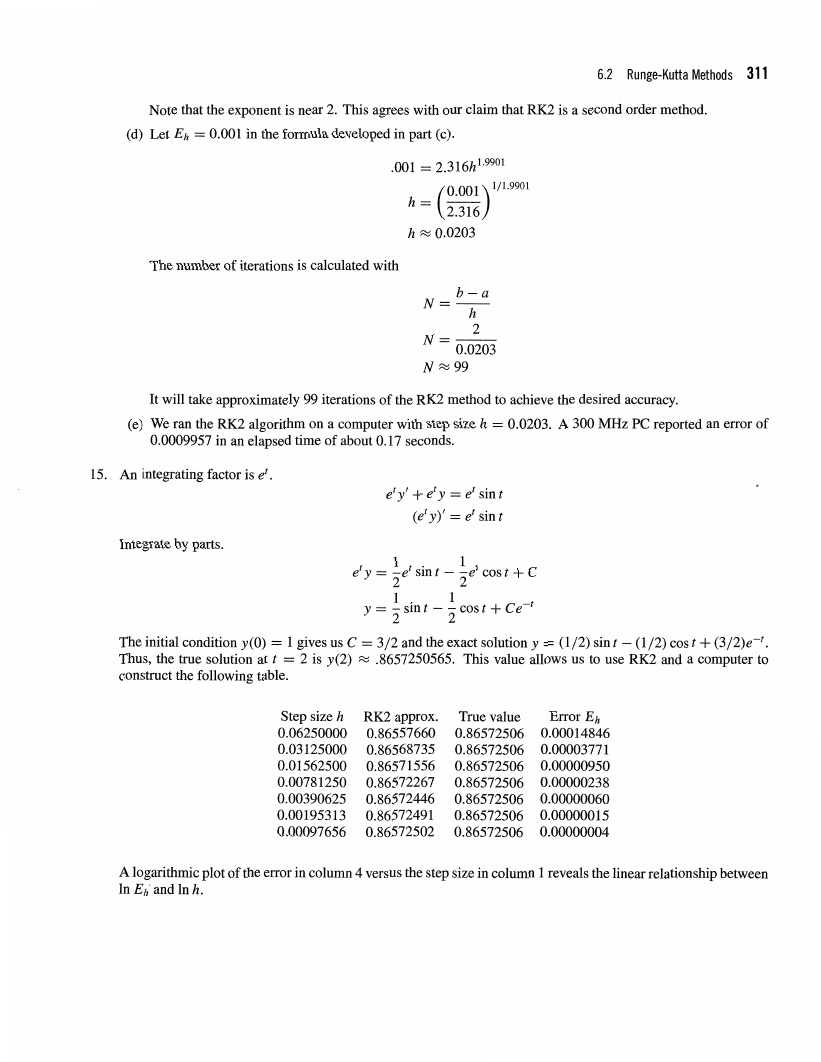 6.2 Runge-Kutta Methods 311
Note that the exponent is near 2. This agrees with our claim that RK2 is a second order method.
(d) Let E_h = 0.001 in the formula developed in part (c).
.001 = 2.316h^1.9901
h = (0.001/2.316)^1/1.9901
h ≈ 0.0203
The number of iterations is calculated with
N = (b − a)/h
N = 2/0.0203
N ≈ 99
It will take approximately 99 iterations of the RK2 method to achieve the desired accuracy.
(e) We ran the RK2 algorithm on a computer with step size h = 0.0203. A 300 MHz PC reported an error of
0.0009957 in an elapsed time of about 0.17 seconds.
15. An integrating factor is e^t.
e^t y′ + e^t y = e^t sin t
(e^t y)′ = e^t sin t
Integrate by parts.
e^t y = 1/2 e^t sin t − 1/2 e^t cos t + C
y = 1/2 sin t − 1/2 cos t + Ce^−t
The initial condition y(0) = 1 gives us C = 3/2 and the exact solution y = (1/2) sin t − (1/2) cos t + (3/2)e^−t.
Thus, the true solution at t = 2 is y(2) ≈ .8657250565. This value allows us to use RK2 and a computer to
construct the following table.
Step size h RK2 approx. True value Error E_h
0.06250000 0.86557660 0.86572506 0.00014846
0.03125000 0.86568735 0.86572506 0.00003771
0.01562500 0.86571556 0.86572506 0.00000950
0.00781250 0.86572267 0.86572506 0.00000238
0.00390625 0.86572446 0.86572506 0.00000060
0.00195313 0.86572491 0.86572506 0.00000015
0.00097656 0.86572502 0.86572506 0.00000004
A logarithmic plot of the error in column 4 versus the step size in column 1 reveals the linear relationship between
ln E_h and ln h.